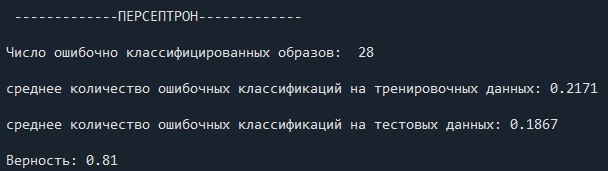 -------------ПЕРСЕПТРОН-------------
Число ошибочно классифицированных образов:  28
среднее количество ошибочных классификаций на тренировочных данных: 0.2171
среднее количество ошибочных классификаций на тестовых данных: 0.1867
Верность: 0.81